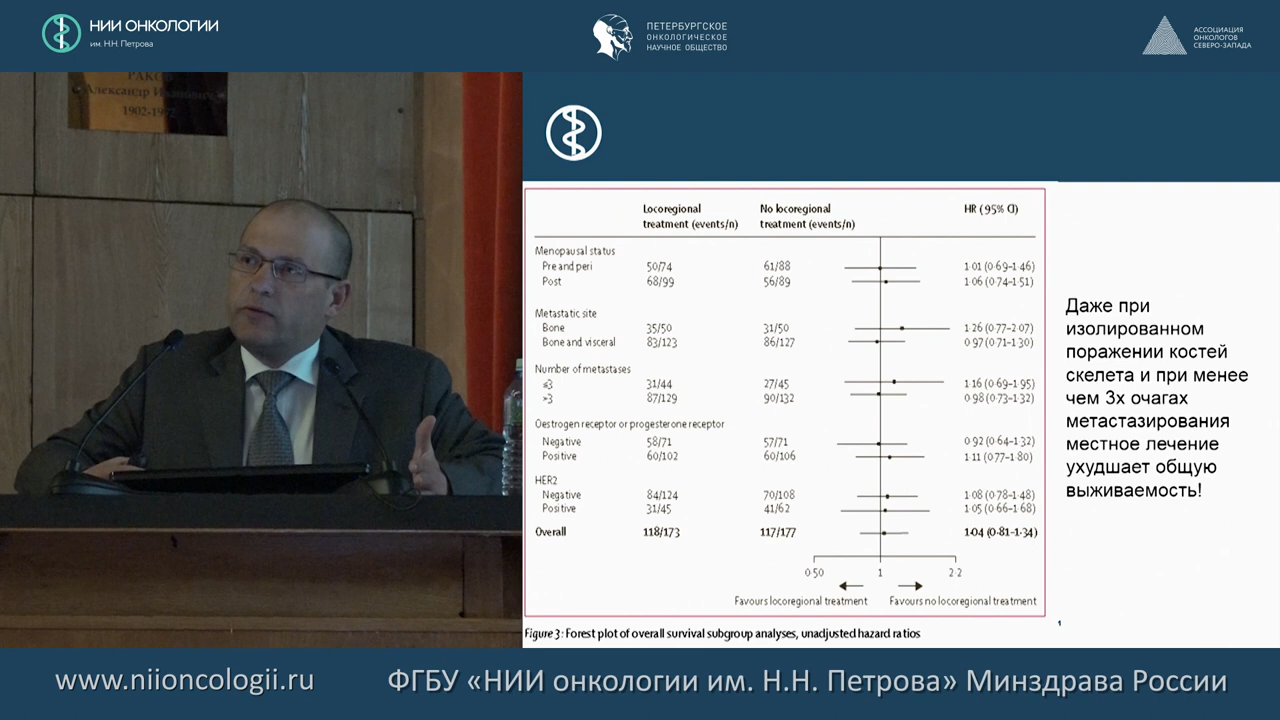 НИИ ОНКОЛОГИИ
им. Н.Н. Петрова
ПЕТЕРБУРГСКОЕ
ОНКОЛОГИЧЕСКОЕ
НАУЧНОЕ ОБЩЕСТВО
АССОЦИАЦИЯ
ОНКОЛОГОВ
СЕВЕРО-ЗАПАДА
Александр Иванович
Locoregional No locoregional HR (95% CI)
treatment (events/n) treatment (events/n)
Menopausal status
Pre and peri 50/74 61/88 1·01 (0·69–1·46)
Post 68/99 56/89 1·06 (0·74–1·51)
Metastatic site
Bone 35/50 31/50 1·26 (0·77–2·07)
Bone and visceral 83/123 86/127 0·97 (0·71–1·30)
Number of metastases
≤3 31/44 27/45 1·16 (0·69–1·95)
>3 87/129 90/132 0·98 (0·73–1·32)
Oestrogen receptor or progesterone receptor
Negative 58/71 57/71 0·92 (0·64–1·32)
Positive 60/102 60/106 1·11 (0·77–1·80)
HER2
Negative 84/124 70/108 1·08 (0·78–1·48)
Positive 31/45 41/62 1·05 (0·66–1·68)
Overall 118/173 117/177 1·04 (0·81–1·34)
0·50 1 2·2
Favours locoregional treatment Favours no locoregional treatment
Figure 3: Forest plot of overall survival subgroup analyses, unadjusted hazard ratios
Даже при
изолированном
поражении костей
скелета и при менее
чем 3х очагах
метастазирования
местное лечение
ухудшает общую
выживаемость!
1
www.niioncologii.ru ФГБУ «НИИ онкологии им. Н.Н. Петрова» Минздрава России